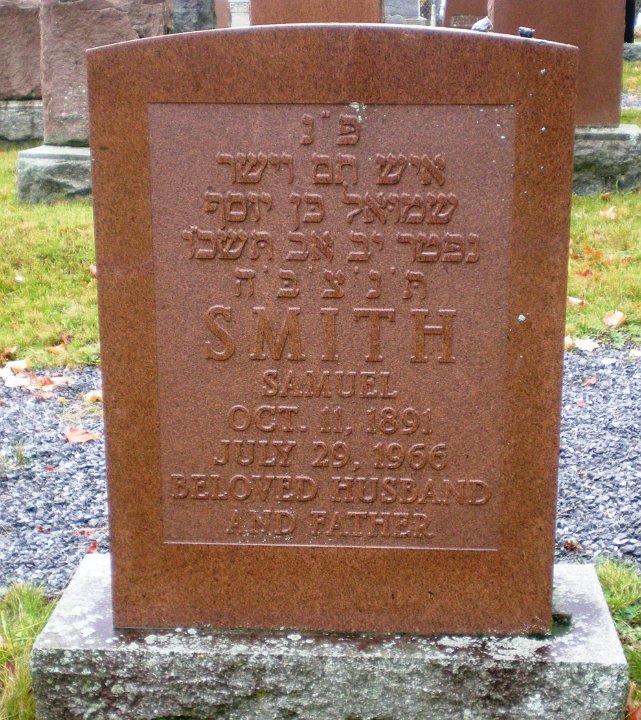 פ״נ
איש תם וישר
שמואל בן יוסף
נפטר יב אב תשכ״ו
ת׳נ׳צ׳ב׳ה
SMITH
SAMUEL
OCT. 11, 1891
JULY 29, 1966
BELOVED HUSBAND
AND FATHER